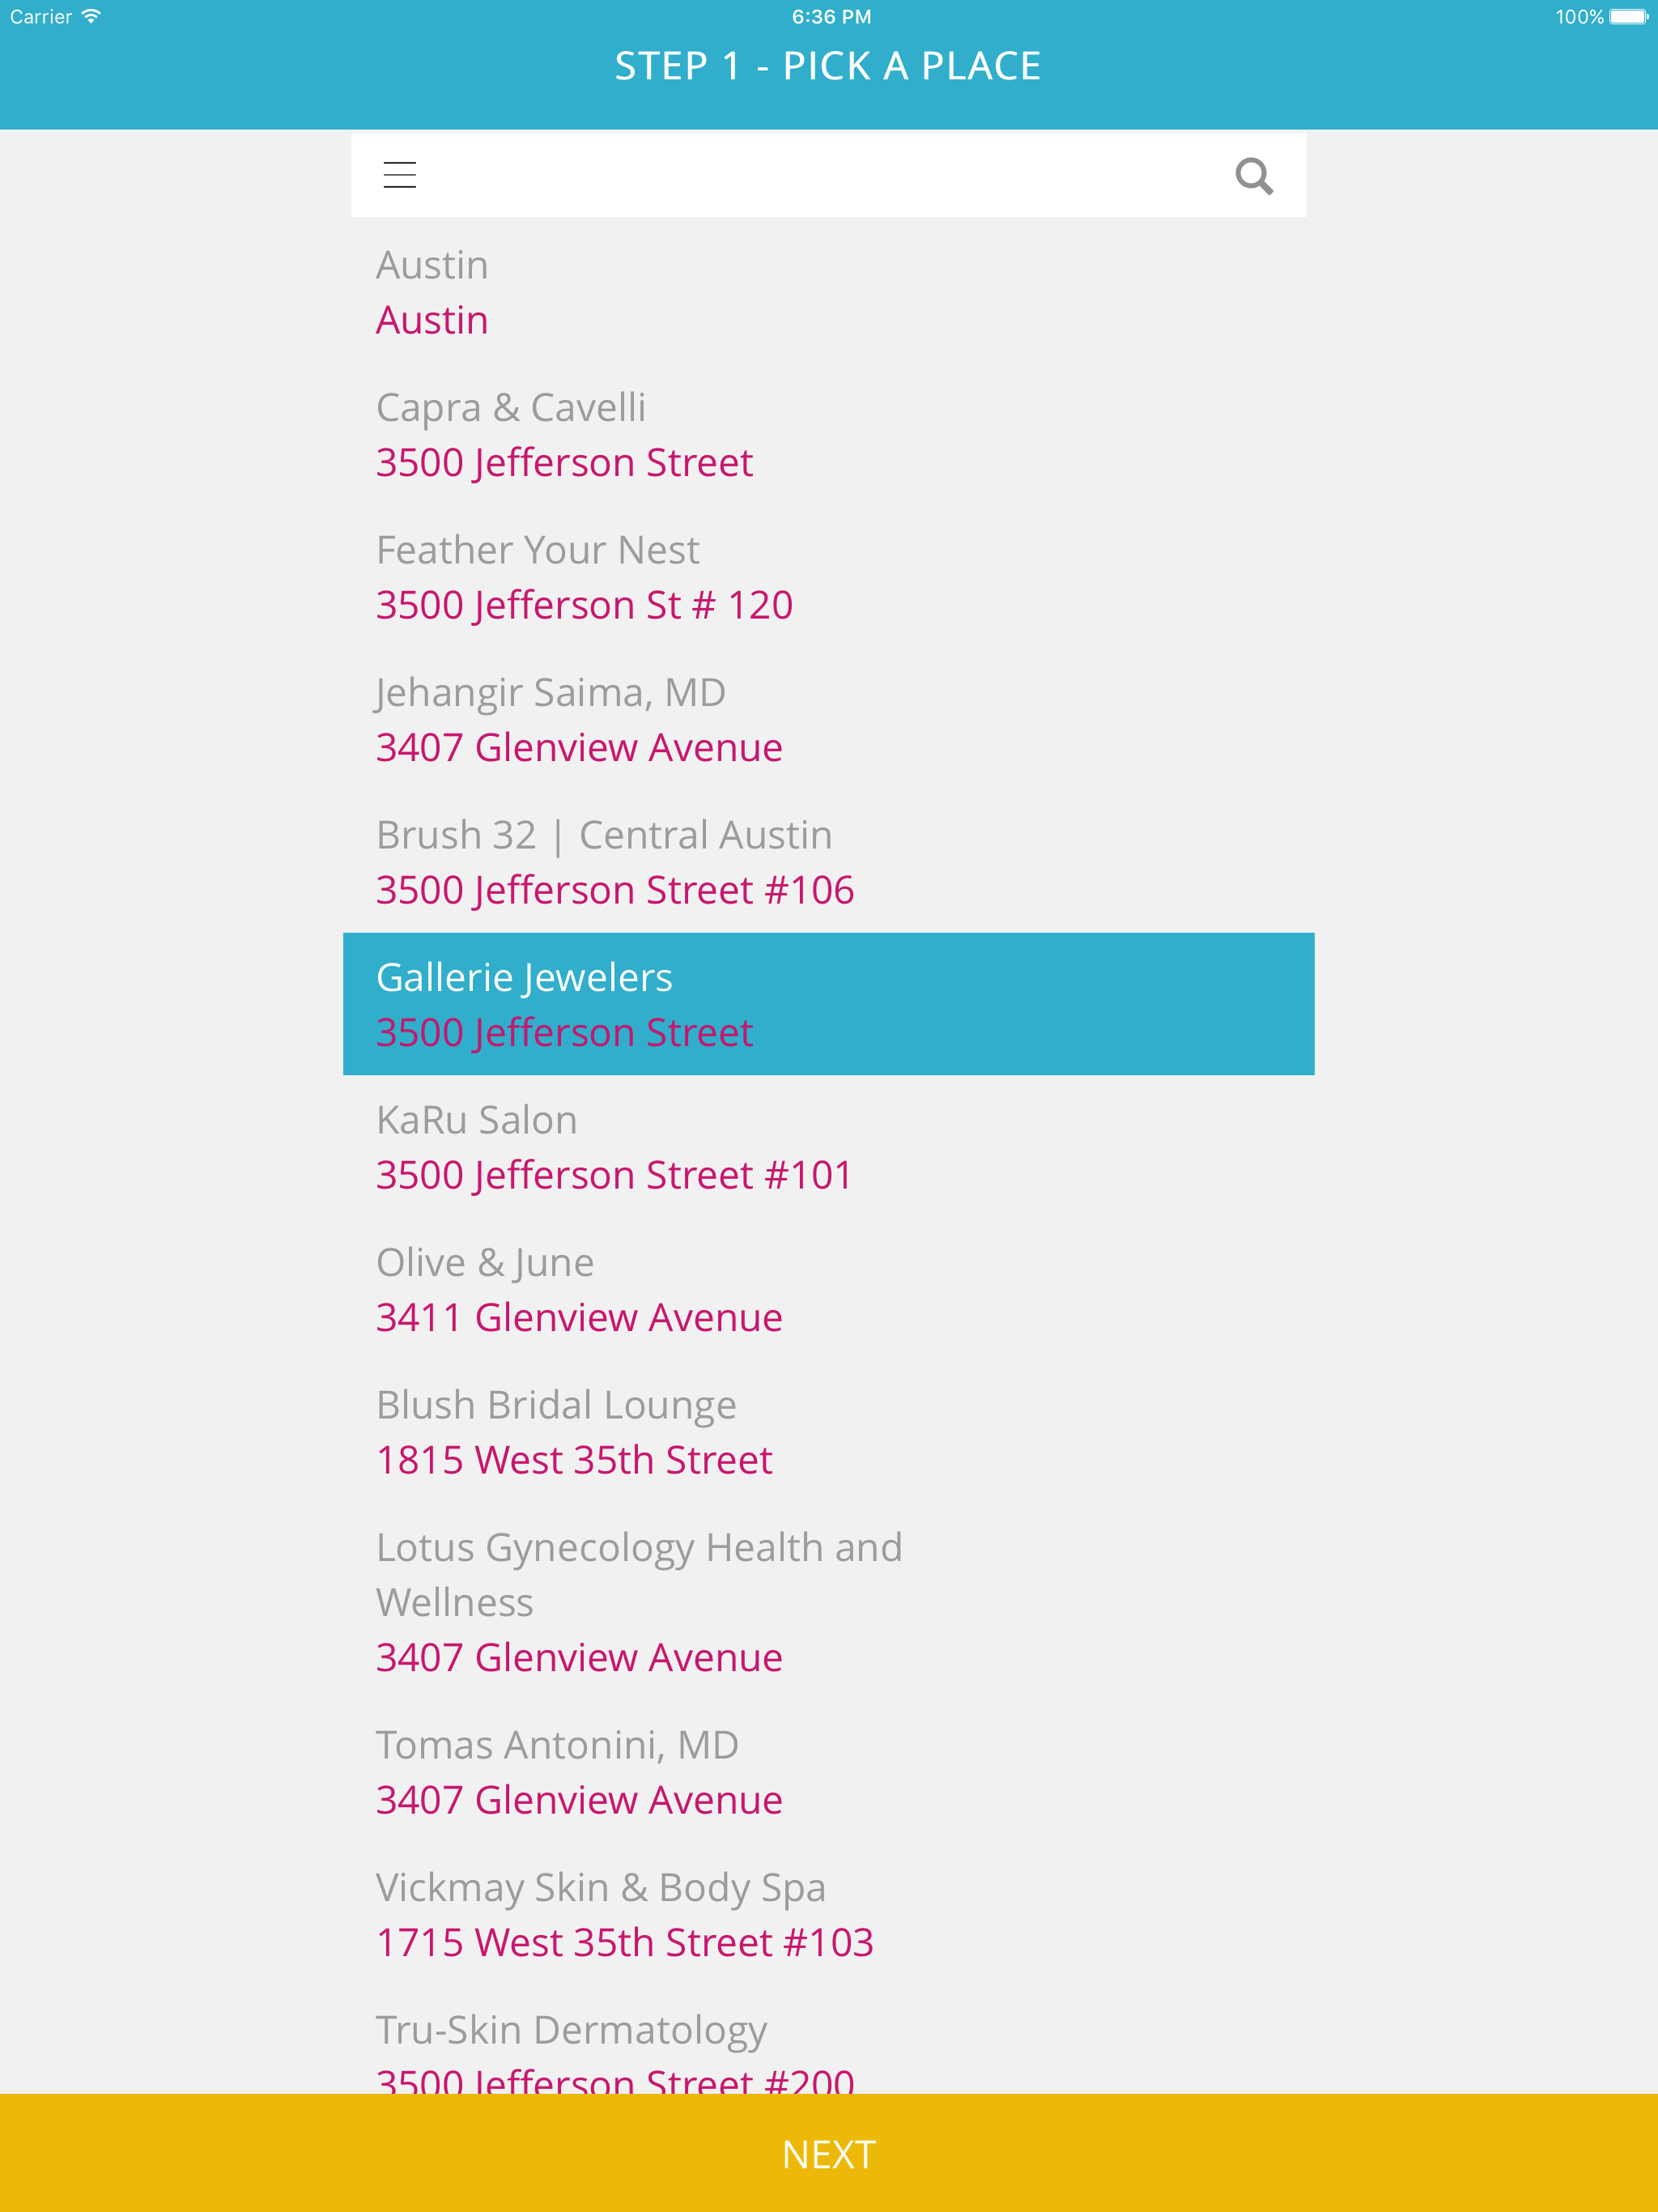 Carrier 6:36 PM 100%
STEP 1 - PICK A PLACE
Austin
Austin
Capra & Cavelli
3500 Jefferson Street
Feather Your Nest
3500 Jefferson St # 120
Jehangir Saima, MD
3407 Glenview Avenue
Brush 32 | Central Austin
3500 Jefferson Street #106
Gallerie Jewelers
3500 Jefferson Street
KaRu Salon
3500 Jefferson Street #101
Olive & June
3411 Glenview Avenue
Blush Bridal Lounge
1815 West 35th Street
Lotus Gynecology Health and
Wellness
3407 Glenview Avenue
Tomas Antonini, MD
3407 Glenview Avenue
Vickmay Skin & Body Spa
1715 West 35th Street #103
Tru-Skin Dermatology
3500 Jefferson Street #200
NEXT